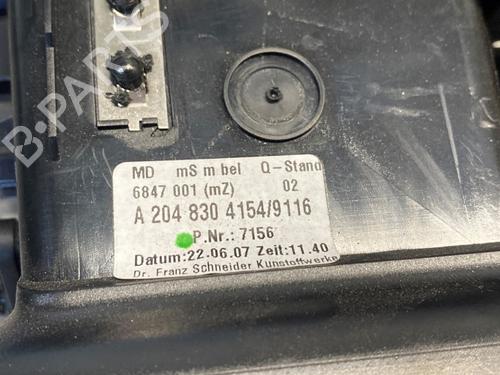 B-PARTS
MD mS m bel Q-Stand
6847 001 (mZ) 02
A 204 830 4154/9116
P.Nr.: 7156
Datum:22.06.07 Zeit:11.40
Dr. Franz Schneider Kunstoffwerke